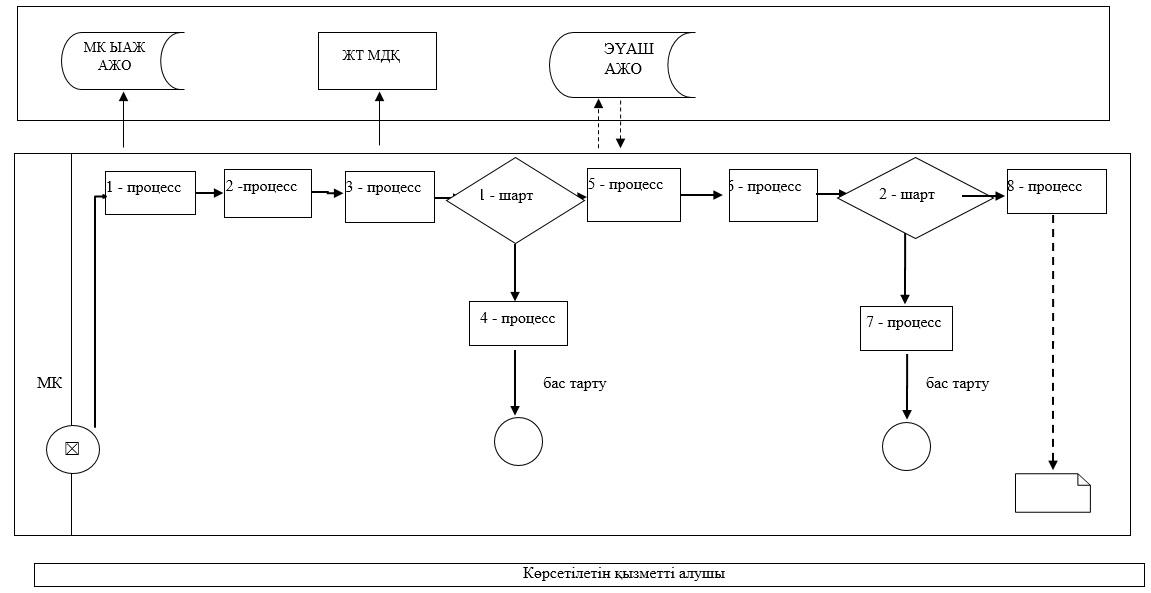 МК ЫАЖ
АЖО
ЖТ МДҚ
ЭҮАШ
АЖО
1 - процесс
2 -процесс
3 - процесс
1 - шарт
5 - процесс
6 - процесс
2 - шарт
8 - процесс
4 - процесс
7 - процесс
МК
бас тарту
бас тарту
Көрсетілетін қызметті алушы